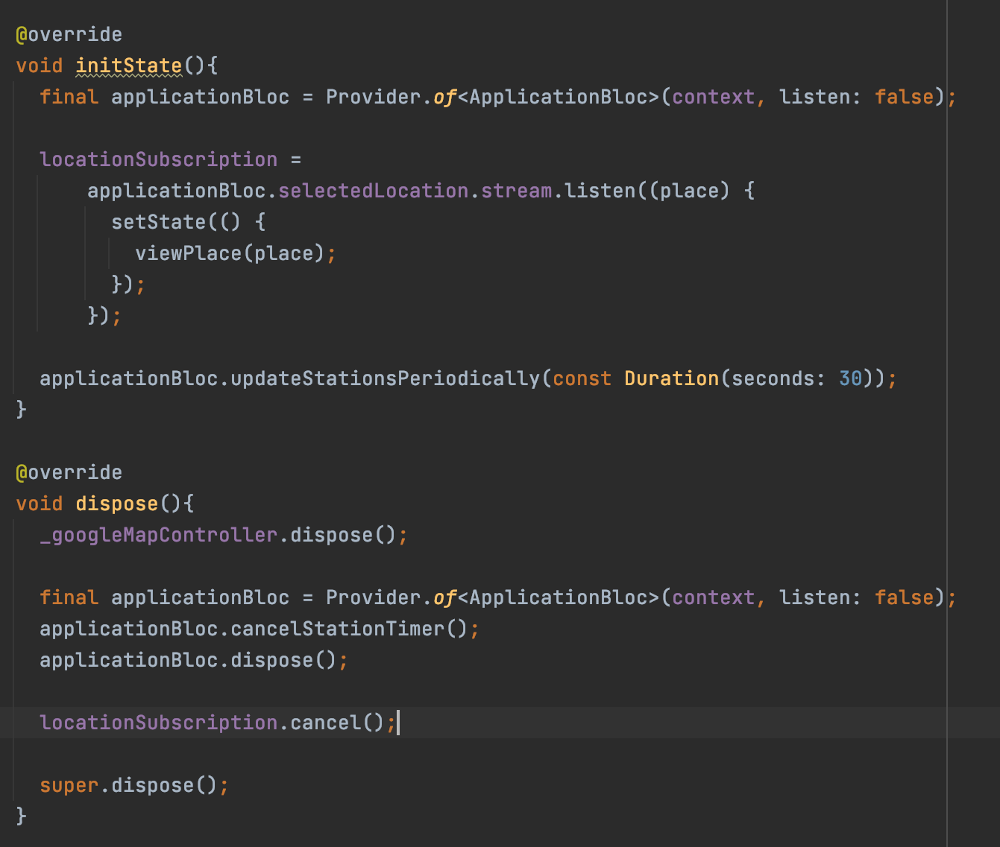 @override
void initState(){
  final applicationBloc = Provider.of<ApplicationBloc>(context, listen: false);

  locationSubscription =
      applicationBloc.selectedLocation.stream.listen((place) {
        setState(() {
          viewPlace(place);
        });
      });

  applicationBloc.updateStationsPeriodically(const Duration(seconds: 30));
}

@override
void dispose(){
  _googleMapController.dispose();

  final applicationBloc = Provider.of<ApplicationBloc>(context, listen: false);
  applicationBloc.cancelStationTimer();
  applicationBloc.dispose();

  locationSubscription.cancel();

  super.dispose();
}